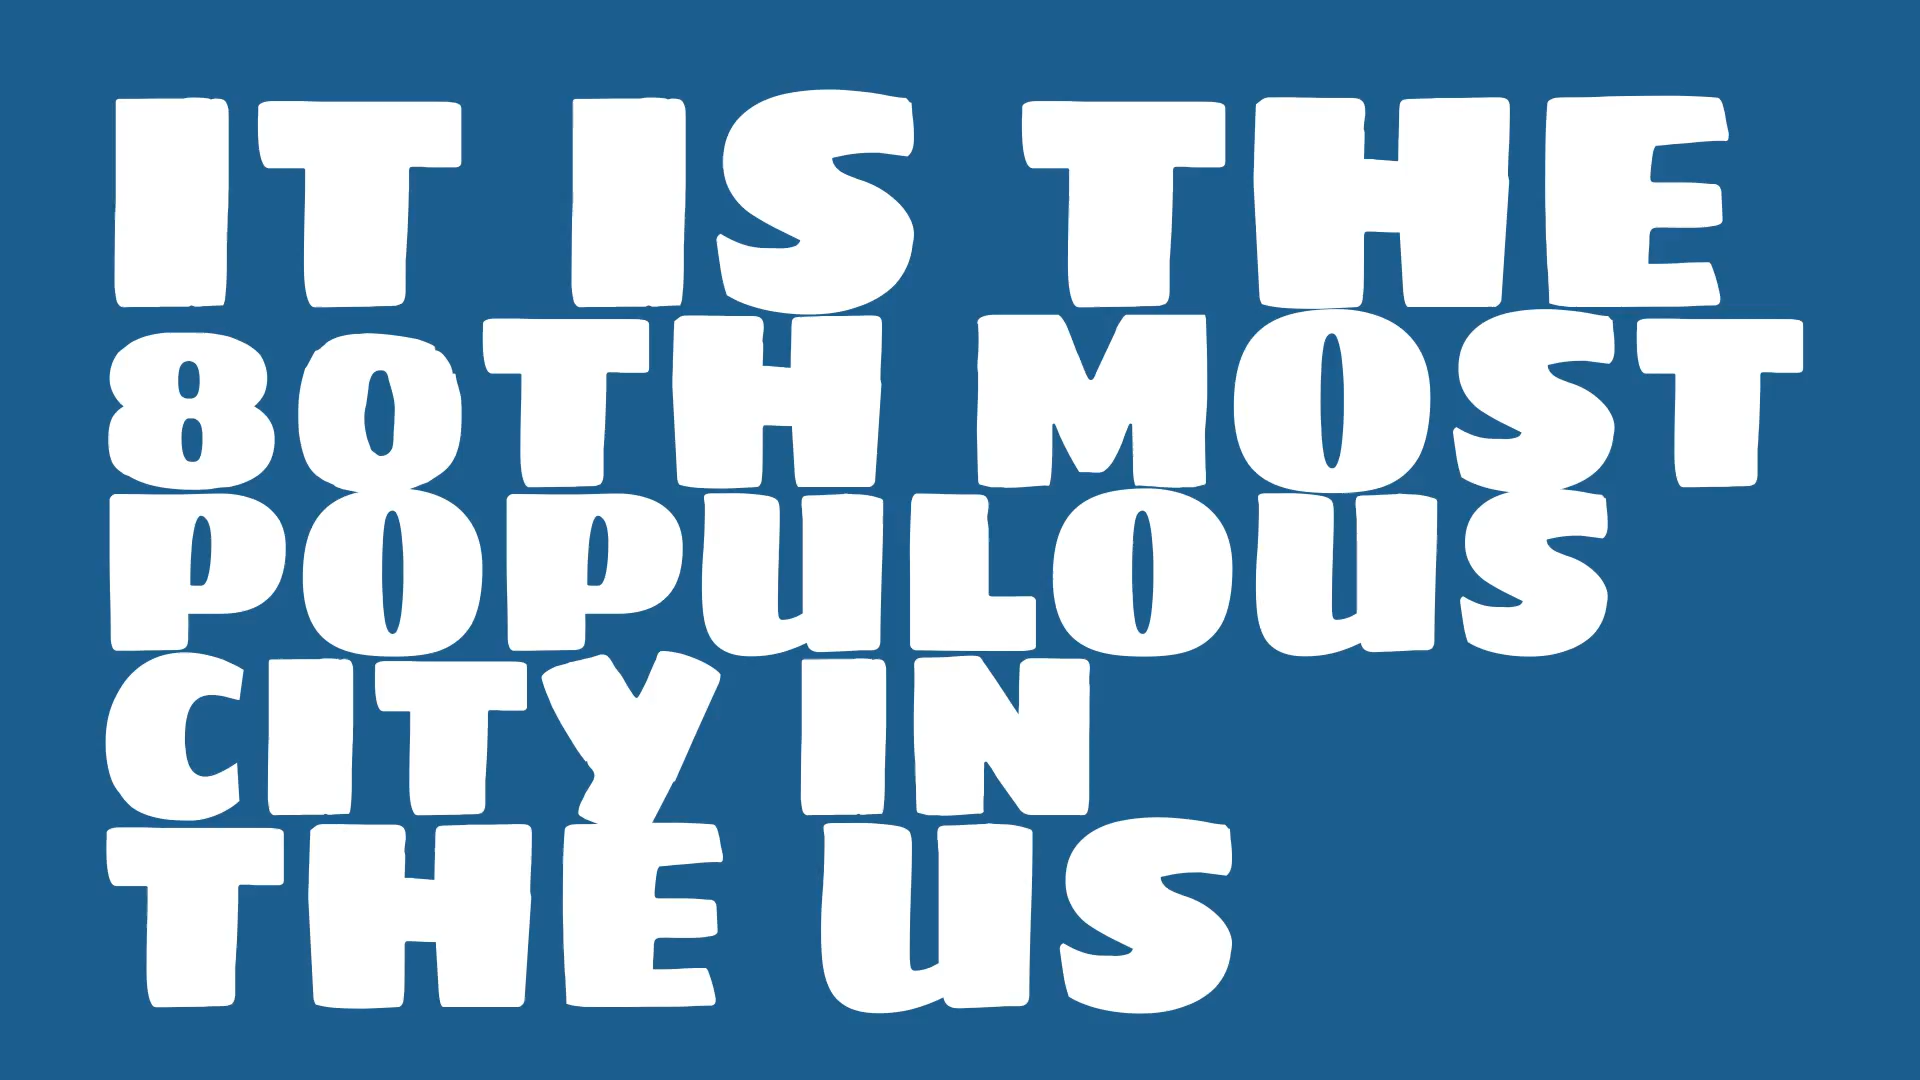 IT IS THE
80TH MOST
POPULOUS
CITY IN
THE US